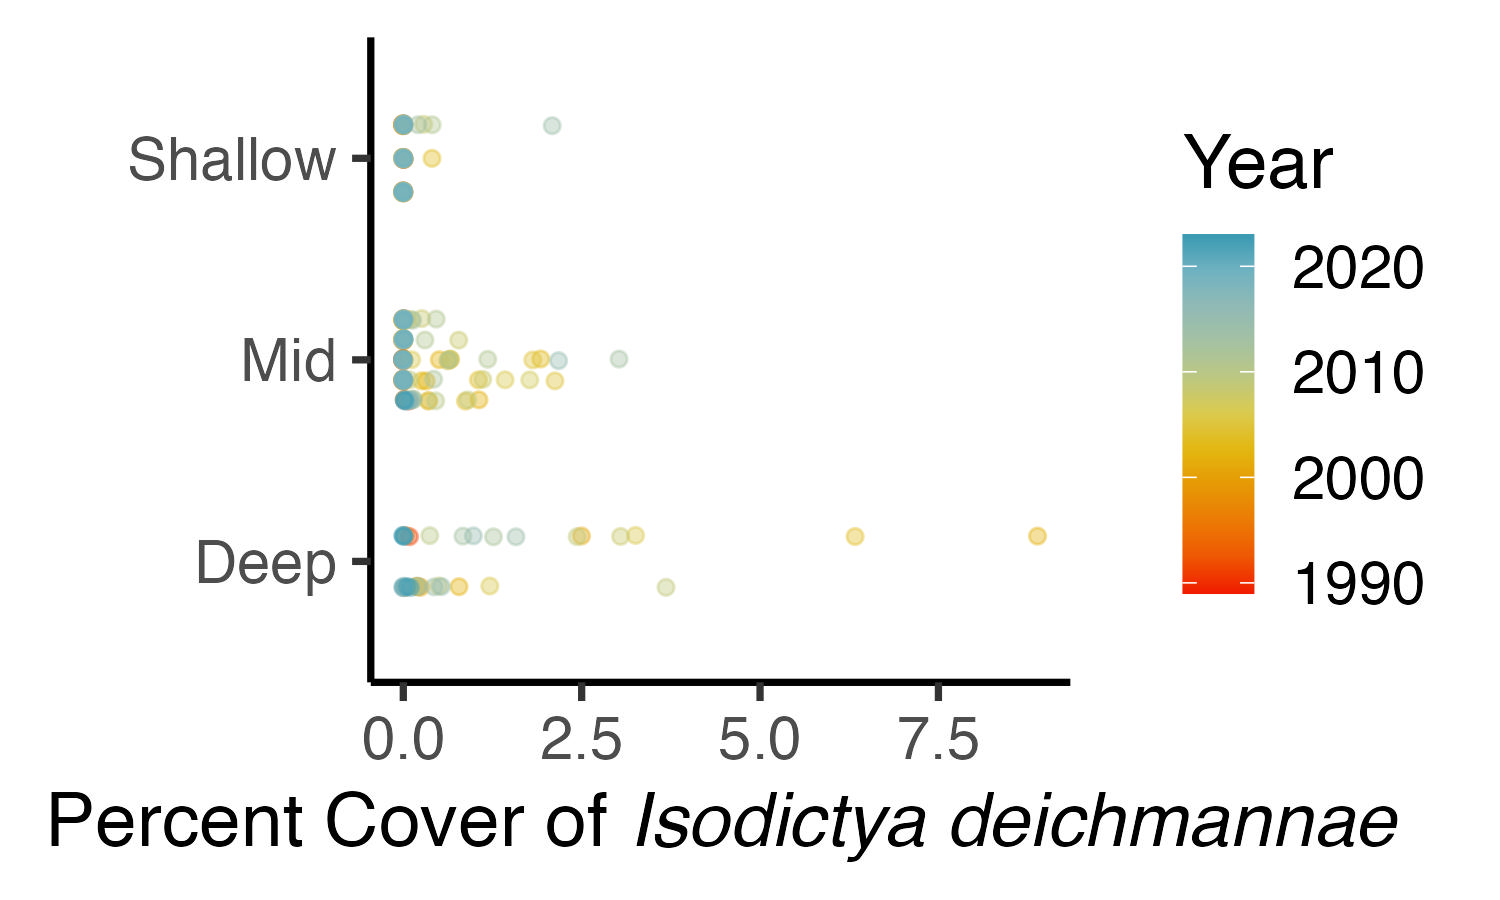 Shallow
Mid
Deep
0.0 2.5 5.0 7.5
Percent Cover of Isodictya deichmannae
Year
2020
2010
2000
1990